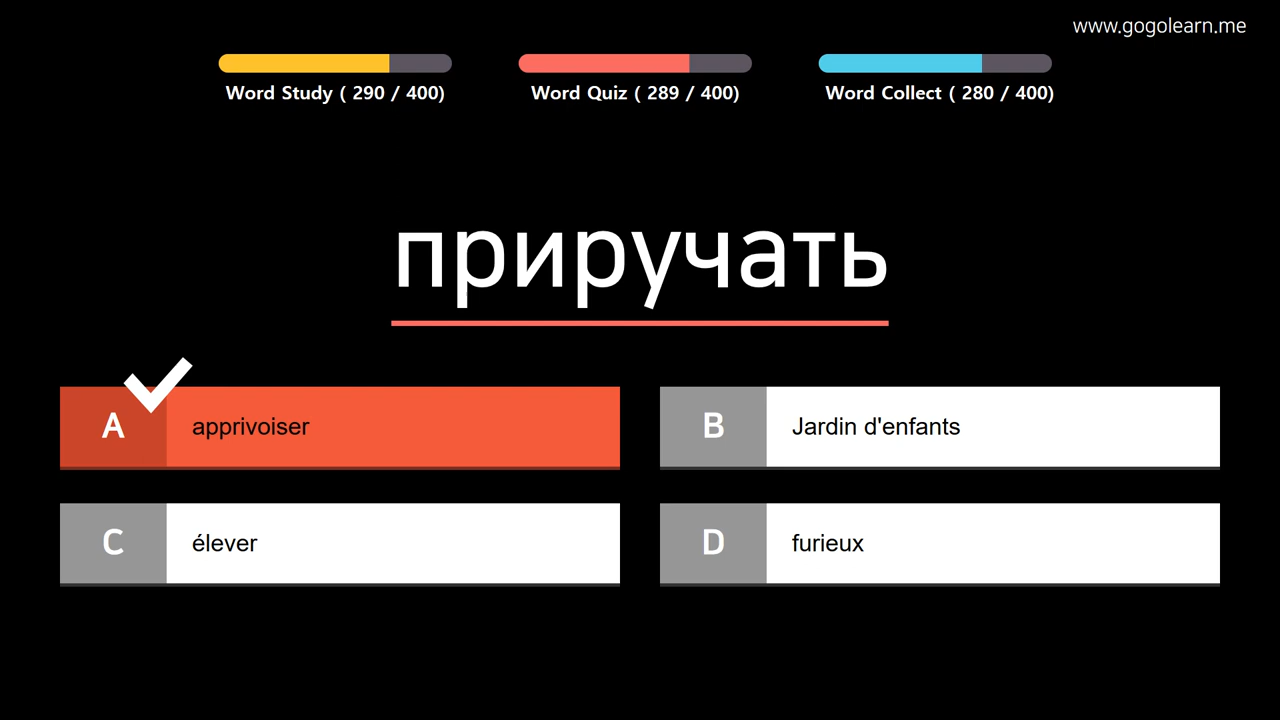 www.gogolearn.me
Word Study ( 290 / 400)
Word Quiz ( 289 / 400)
Word Collect ( 280 / 400)
приручать
A apprivoiser
B Jardin d'enfants
C élever
D furieux